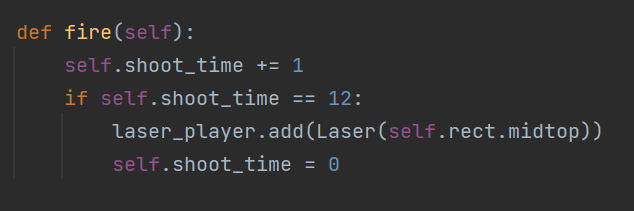 def fire(self):
    self.shoot_time += 1
    if self.shoot_time == 12:
        laser_player.add(Laser(self.rect.midtop))
        self.shoot_time = 0